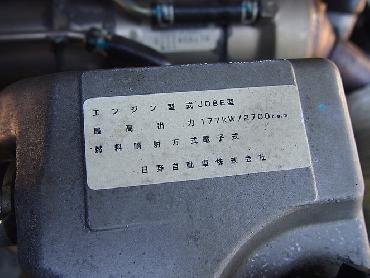 エンジン型式J08E型
最高出力177kW/2700r.p.m
燃料噴射方式電子式
日野自動車株式会社